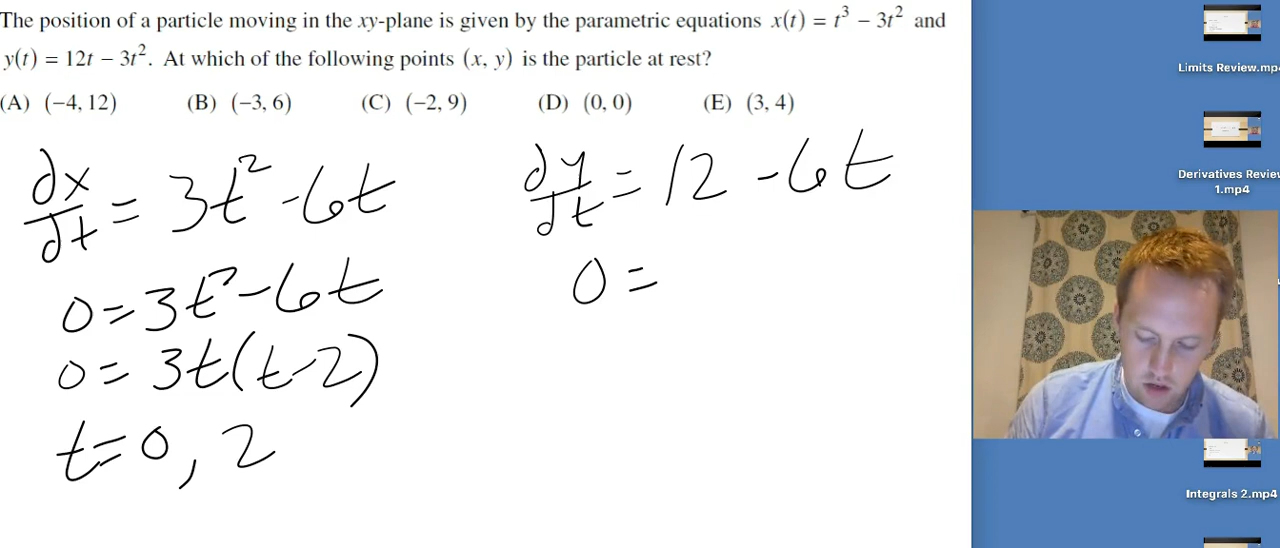 The position of a particle moving in the xy-plane is given by the parametric equations x(t) = t³ − 3t² and
y(t) = 12t − 3t². At which of the following points (x, y) is the particle at rest?
(A) (−4, 12) (B) (−3, 6) (C) (−2, 9) (D) (0, 0) (E) (3, 4)
dx/dt = 3t² - 6t
0 = 3t² - 6t
0 = 3t(t-2)
t = 0, 2
dy/dt = 12 - 6t
0 =
Limits Review.mp
Derivatives Review
1.mp4
Integrals 2.mp4